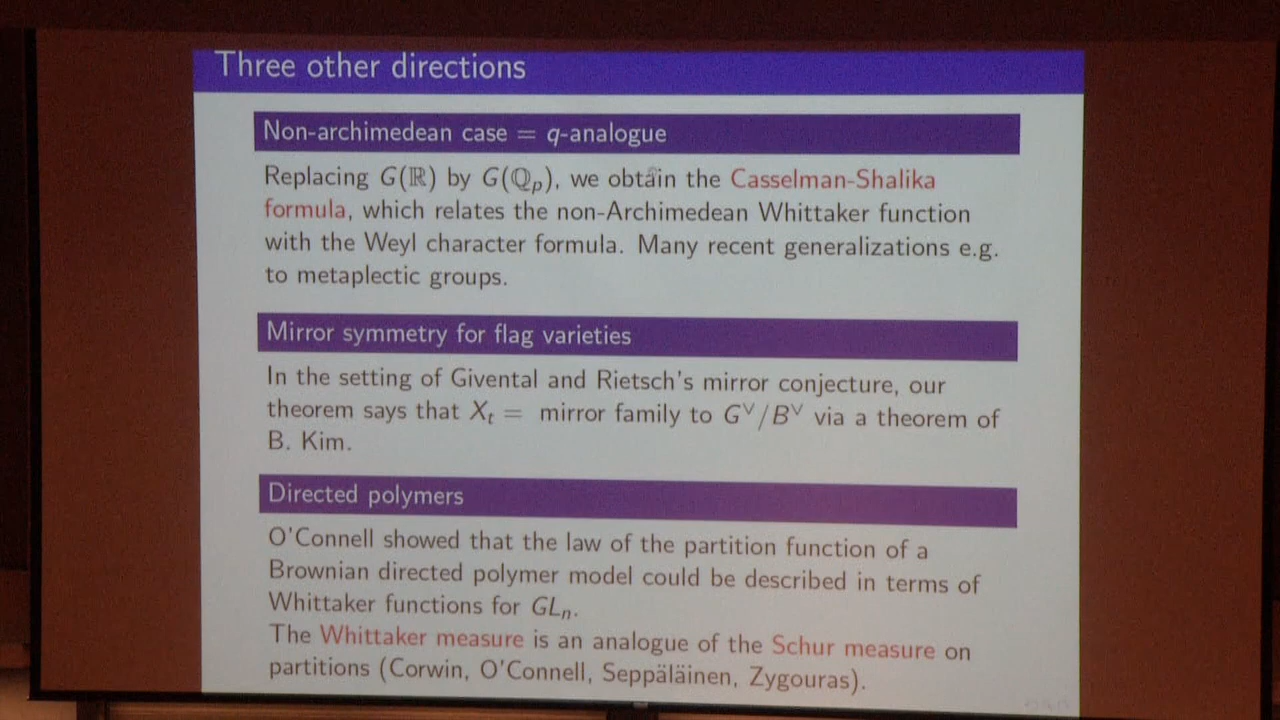 Three other directions
Non-archimedean case = q-analogue
Replacing G(ℝ) by G(ℚₚ), we obtain the Casselman-Shalika
formula, which relates the non-Archimedean Whittaker function
with the Weyl character formula. Many recent generalizations e.g.
to metaplectic groups.
Mirror symmetry for flag varieties
In the setting of Givental and Rietsch's mirror conjecture, our
theorem says that Xₜ = mirror family to G^∨/B^∨ via a theorem of
B. Kim.
Directed polymers
O'Connell showed that the law of the partition function of a
Brownian directed polymer model could be described in terms of
Whittaker functions for GLₙ.
The Whittaker measure is an analogue of the Schur measure on
partitions (Corwin, O'Connell, Seppäläinen, Zygouras).